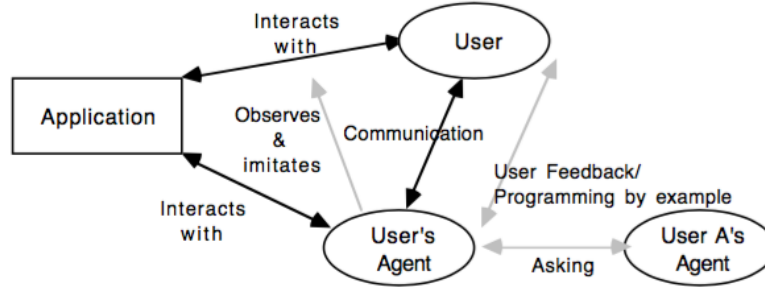 Interacts
with
User
Application
Observes
&
imitates
Communication
User Feedback/
Programming by example
Interacts
with
User's
Agent
Asking
User A's
Agent